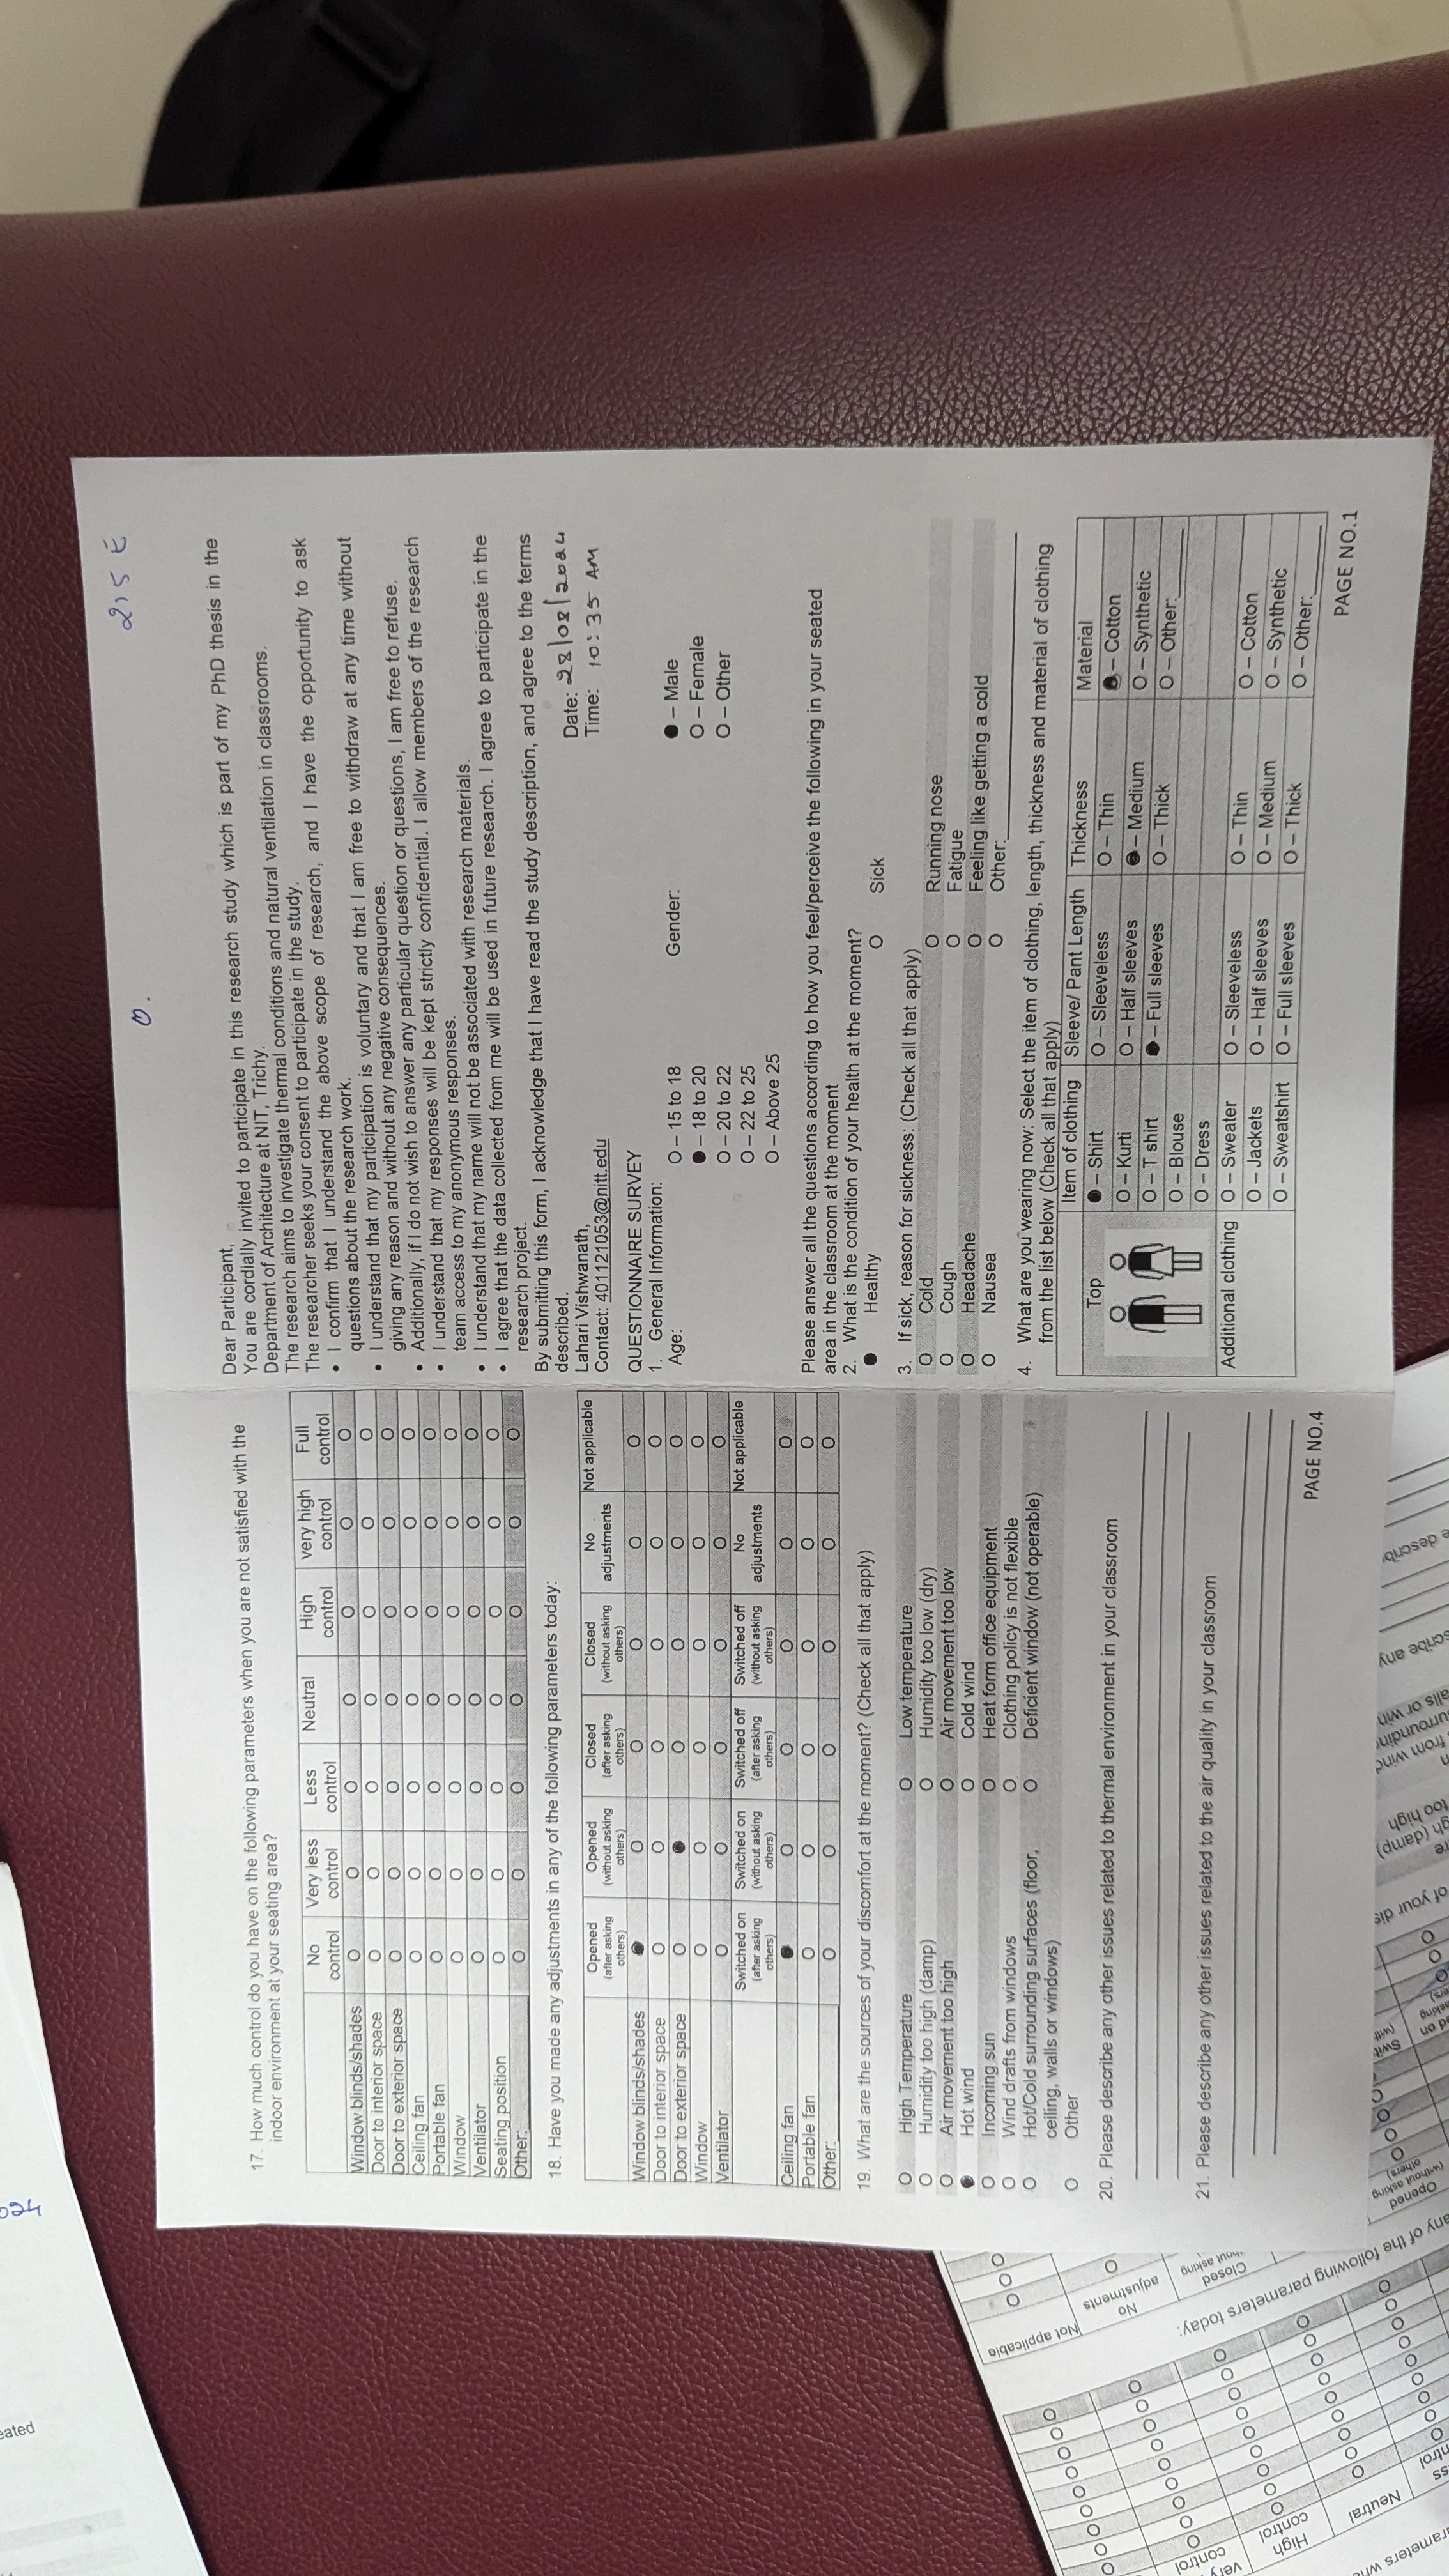 17. How much control do you have on the following parameters when you are not satisfied with the
indoor environment at your seating area?
No control | Very less control | Less control | Neutral | High control | very high control | Full control
Window blinds/shades O O O O O O O
Door to interior space O O O O O O O
Door to exterior space O O O O O O O
Ceiling fan O O O O O O O
Portable fan O O O O O O O
Window O O O O O O O
Ventilator O O O O O O O
Seating position O O O O O O O
Other:________ O O O O O O O
18. Have you made any adjustments in any of the following parameters today:
Opened (after asking others) | Opened (without asking others) | Closed (after asking others) | Closed (without asking others) | No adjustments | Not applicable
Window blinds/shades ● O O O O O
Door to interior space O O O O O O
Door to exterior space O ● O O O O
Window O O O O O O
Ventilator O O O O O O
Switched on (after asking others) | Switched on (without asking others) | Switched off (after asking others) | Switched off (without asking others) | No adjustments | Not applicable
Ceiling fan ● O O O O O
Portable fan O O O O O O
Other:________ O O O O O O
19. What are the sources of your discomfort at the moment? (Check all that apply)
O High Temperature O Low temperature
O Humidity too high (damp) O Humidity too low (dry)
O Air movement too high O Air movement too low
● Hot wind O Cold wind
O Incoming sun O Heat form office equipment
O Wind drafts from windows O Clothing policy is not flexible
O Hot/Cold surrounding surfaces (floor, O Deficient window (not operable)
ceiling, walls or windows)
O Other
20. Please describe any other issues related to thermal environment in your classroom
21. Please describe any other issues related to the air quality in your classroom
PAGE NO.4
0.
215 E
Dear Participant,
You are cordially invited to participate in this research study which is part of my PhD thesis in the
Department of Architecture at NIT, Trichy.
The research aims to investigate thermal conditions and natural ventilation in classrooms.
The researcher seeks your consent to participate in the study.
• I confirm that I understand the above scope of research, and I have the opportunity to ask
questions about the research work.
• I understand that my participation is voluntary and that I am free to withdraw at any time without
giving any reason and without any negative consequences.
• Additionally, if I do not wish to answer any particular question or questions, I am free to refuse.
• I understand that my responses will be kept strictly confidential. I allow members of the research
team access to my anonymous responses.
• I understand that my name will not be associated with research materials.
• I agree that the data collected from me will be used in future research. I agree to participate in the
research project.
By submitting this form, I acknowledge that I have read the study description, and agree to the terms
described.
Lahari Vishwanath,
Contact: 401121053@nitt.edu
Date: 28/08/2024
Time: 10:35 AM
QUESTIONNAIRE SURVEY
1. General Information:
Age: O – 15 to 18 Gender: ● – Male
● – 18 to 20 O – Female
O – 20 to 22 O – Other
O – 22 to 25
O – Above 25
Please answer all the questions according to how you feel/perceive the following in your seated
area in the classroom at the moment
2. What is the condition of your health at the moment?
● Healthy O Sick
3. If sick, reason for sickness: (Check all that apply)
O Cold O Running nose
O Cough O Fatigue
O Headache O Feeling like getting a cold
O Nausea O Other:________
4. What are you wearing now: Select the item of clothing, length, thickness and material of clothing
from the list below (Check all that apply)
Item of clothing | Sleeve/ Pant Length | Thickness | Material
Top ● – Shirt O – Sleeveless O – Thin ● – Cotton
O – Kurti O – Half sleeves ● – Medium O – Synthetic
O – T shirt ● – Full sleeves O – Thick O – Other:________
O – Blouse
O – Dress
Additional clothing O – Sweater O – Sleeveless O – Thin O – Cotton
O – Jackets O – Half sleeves O – Medium O – Synthetic
O – Sweatshirt O – Full sleeves O – Thick O – Other:________
PAGE NO.1